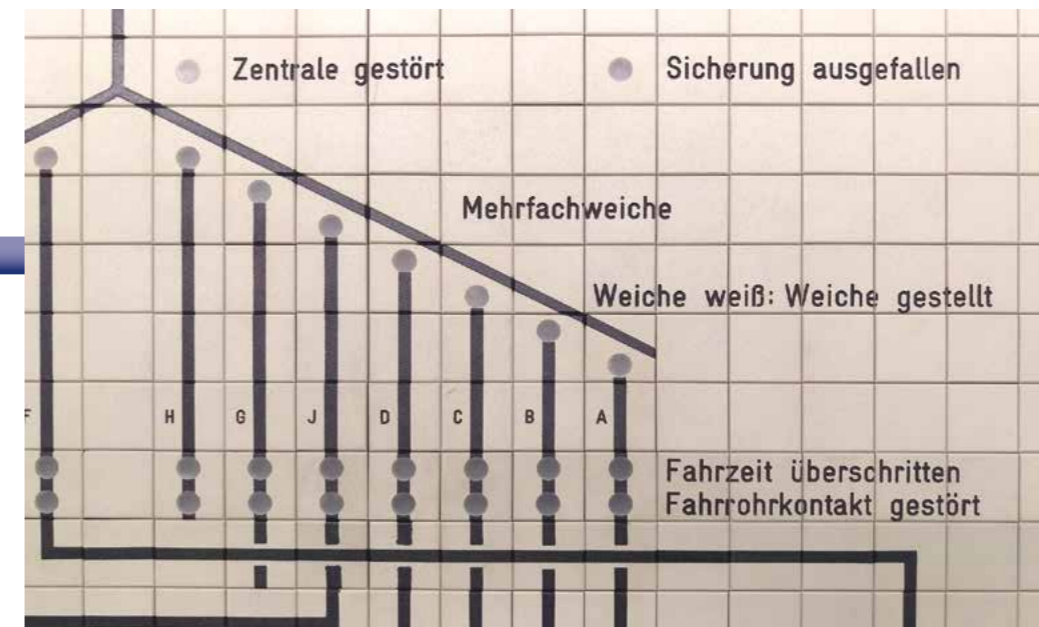 Zentrale gestört
Sicherung ausgefallen
Mehrfachweiche
Weiche weiß: Weiche gestellt
F H G J D C B A
Fahrzeit überschritten
Fahrrohrkontakt gestört